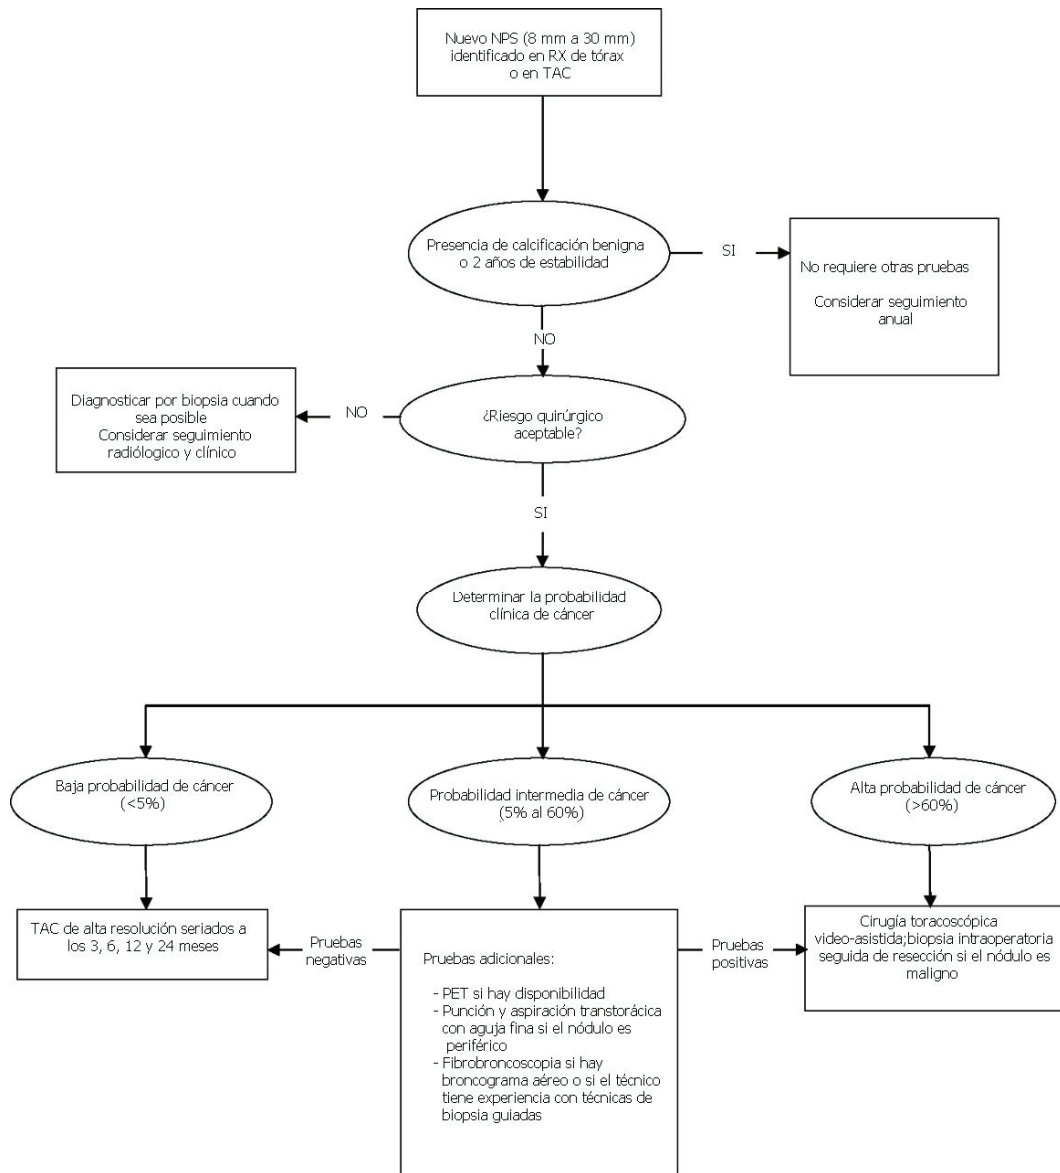 Nuevo NPS (8 mm a 30 mm)
identificado en RX de tórax
o en TAC
Presencia de calcificación benigna
o 2 años de estabilidad
SI
No requiere otras pruebas
Considerar seguimiento
anual
NO
¿Riesgo quirúrgico
aceptable?
NO
Diagnosticar por biopsia cuando
sea posible
Considerar seguimiento
radiólogico y clínico
SI
Determinar la probabilidad
clínica de cáncer
Baja probabilidad de cáncer
(<5%)
Probabilidad intermedia de cáncer
(5% al 60%)
Alta probabilidad de cáncer
(>60%)
TAC de alta resolución seriados a
los 3, 6, 12 y 24 meses
Pruebas
negativas
Pruebas adicionales:
- PET si hay disponibilidad
- Punción y aspiración transtorácica
con aguja fina si el nódulo es
periférico
- Fibrobroncoscopia si hay
broncograma aéreo o si el técnico
tiene experiencia con técnicas de
biopsia guiadas
Pruebas
positivas
Cirugía toracoscópica
video-asistida;biopsia intraoperatoria
seguida de resección si el nódulo es
maligno